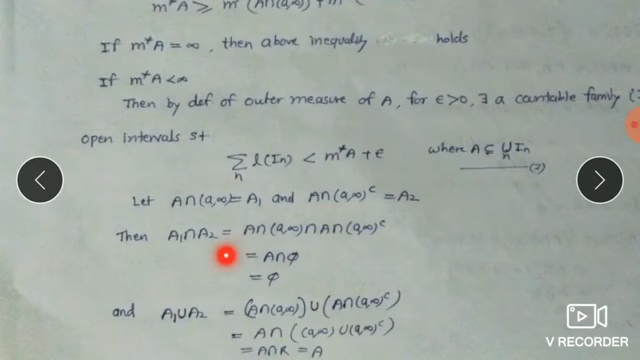 m*A ⩾ m*(A∩(a,∞)) +
If m*A = ∞, then above inequality holds
If m*A < ∞
Then by def of outer measure of A, for ϵ>0, ∃ a countable family {
open intervals s+
∑n l(In) < m*A + ϵ where A ⊆ ∪n In
(2)
Let A∩(a,∞) = A1 and A∩(a,∞)ᶜ = A2
Then A1∩A2 = A∩(a,∞)∩A∩(a,∞)ᶜ
= A∩ϕ
= ϕ
and A1∪A2 = (A∩(a,∞))∪(A∩(a,∞)ᶜ)
= A∩((a,∞)∪(a,∞)ᶜ)
= A∩R = A
V RECORDER